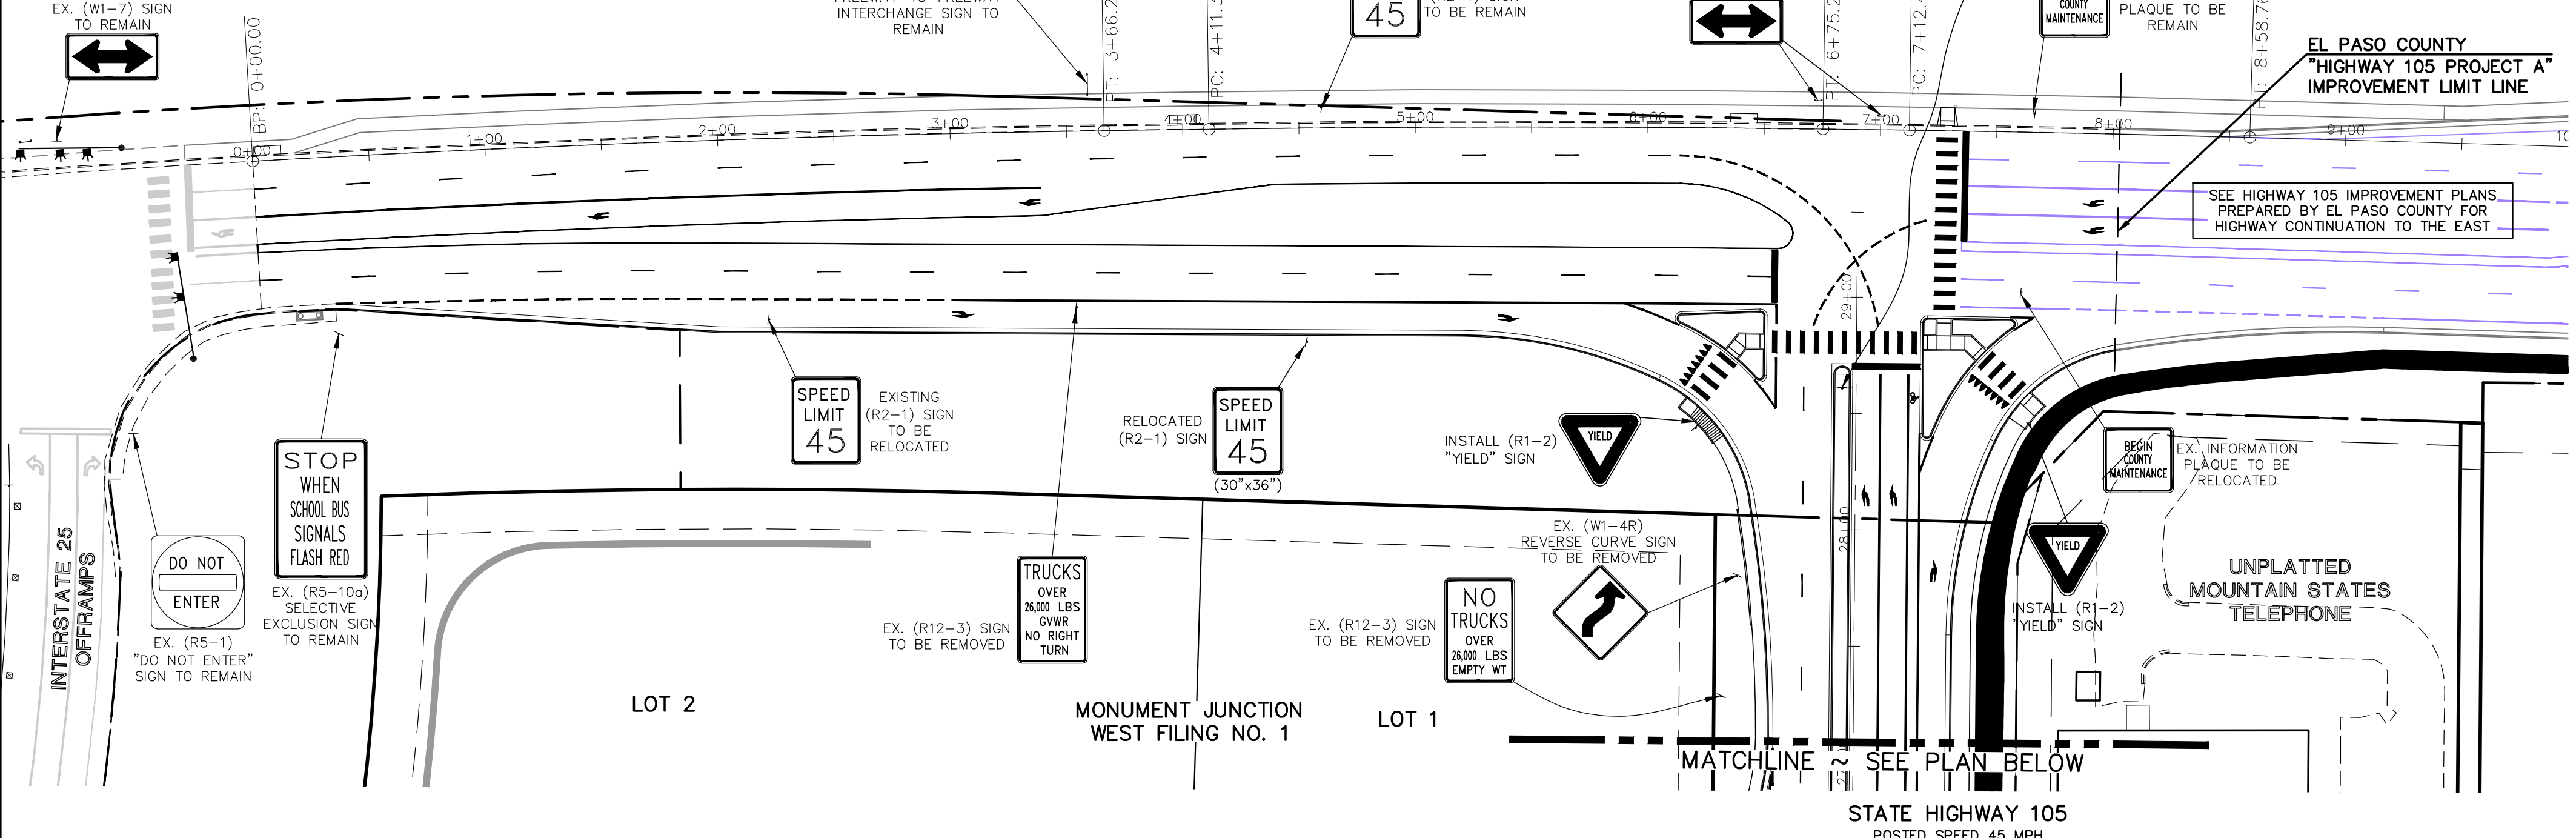 EX. (W1-7) SIGN
TO REMAIN
INTERCHANGE SIGN TO
REMAIN
45
TO BE REMAIN
COUNTY
MAINTENANCE
PLAQUE TO BE
REMAIN
EL PASO COUNTY
"HIGHWAY 105 PROJECT A"
IMPROVEMENT LIMIT LINE
BP: 0+00.00
PT: 3+66.2
PC: 4+11.3
PT: 6+75.2
PC: 7+12.4
PT: 8+58.76
0+00
1+00
2+00
3+00
4+00
5+00
6+00
7+00
8+00
9+00
10
SEE HIGHWAY 105 IMPROVEMENT PLANS
PREPARED BY EL PASO COUNTY FOR
HIGHWAY CONTINUATION TO THE EAST
29+00
28+00
27
SPEED
LIMIT
45
EXISTING
(R2-1) SIGN
TO BE
RELOCATED
RELOCATED
(R2-1) SIGN
SPEED
LIMIT
45
(30"x36")
INSTALL (R1-2)
"YIELD" SIGN
YIELD
BEGIN
COUNTY
MAINTENANCE
EX. INFORMATION
PLAQUE TO BE
RELOCATED
STOP
WHEN
SCHOOL BUS
SIGNALS
FLASH RED
EX. (R5-10a)
SELECTIVE
EXCLUSION SIGN
TO REMAIN
DO NOT
ENTER
EX. (R5-1)
"DO NOT ENTER"
SIGN TO REMAIN
INTERSTATE 25
OFFRAMPS
TRUCKS
OVER
26,000 LBS
GVWR
NO RIGHT
TURN
EX. (R12-3) SIGN
TO BE REMOVED
EX. (R12-3) SIGN
TO BE REMOVED
NO
TRUCKS
OVER
26,000 LBS
EMPTY WT
EX. (W1-4R)
REVERSE CURVE SIGN
TO BE REMOVED
YIELD
INSTALL (R1-2)
"YIELD" SIGN
UNPLATTED
MOUNTAIN STATES
TELEPHONE
LOT 2
MONUMENT JUNCTION
WEST FILING NO. 1
LOT 1
MATCHLINE ~ SEE PLAN BELOW
STATE HIGHWAY 105
POSTED SPEED 45 MPH